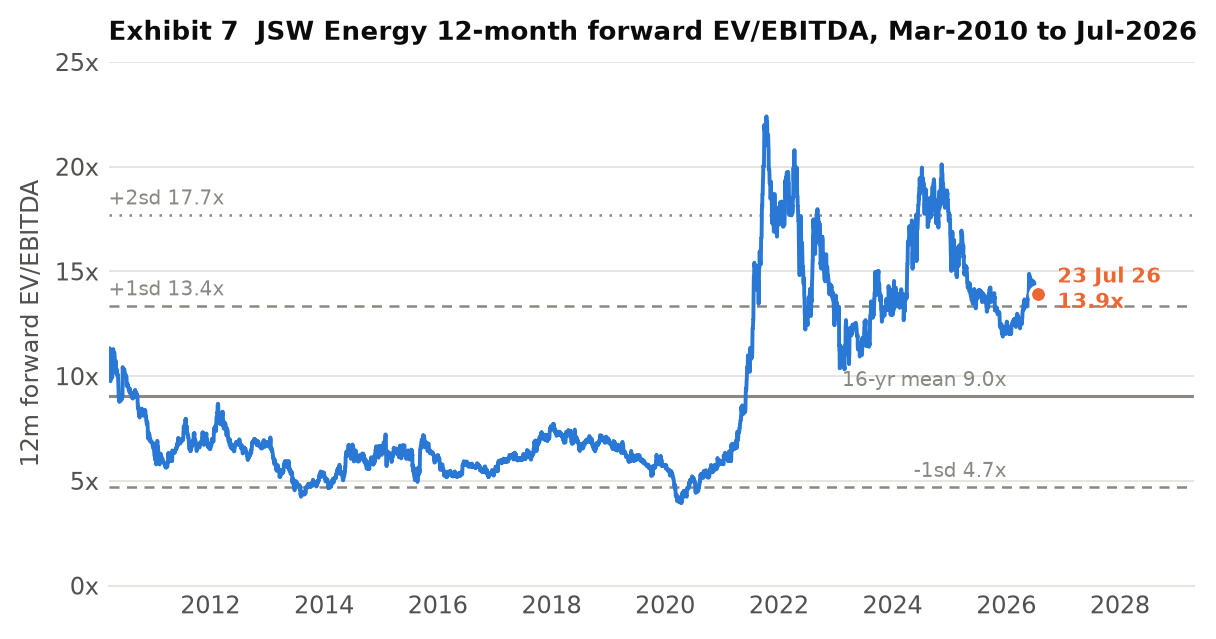 Exhibit 7  JSW Energy 12-month forward EV/EBITDA, Mar-2010 to Jul-2026
12m forward EV/EBITDA
25x
20x
+2sd 17.7x
15x
23 Jul 26
+1sd 13.4x
13.9x
10x
16-yr mean 9.0x
-1sd 4.7x
5x
0x
2012 2014 2016 2018 2020 2022 2024 2026 2028